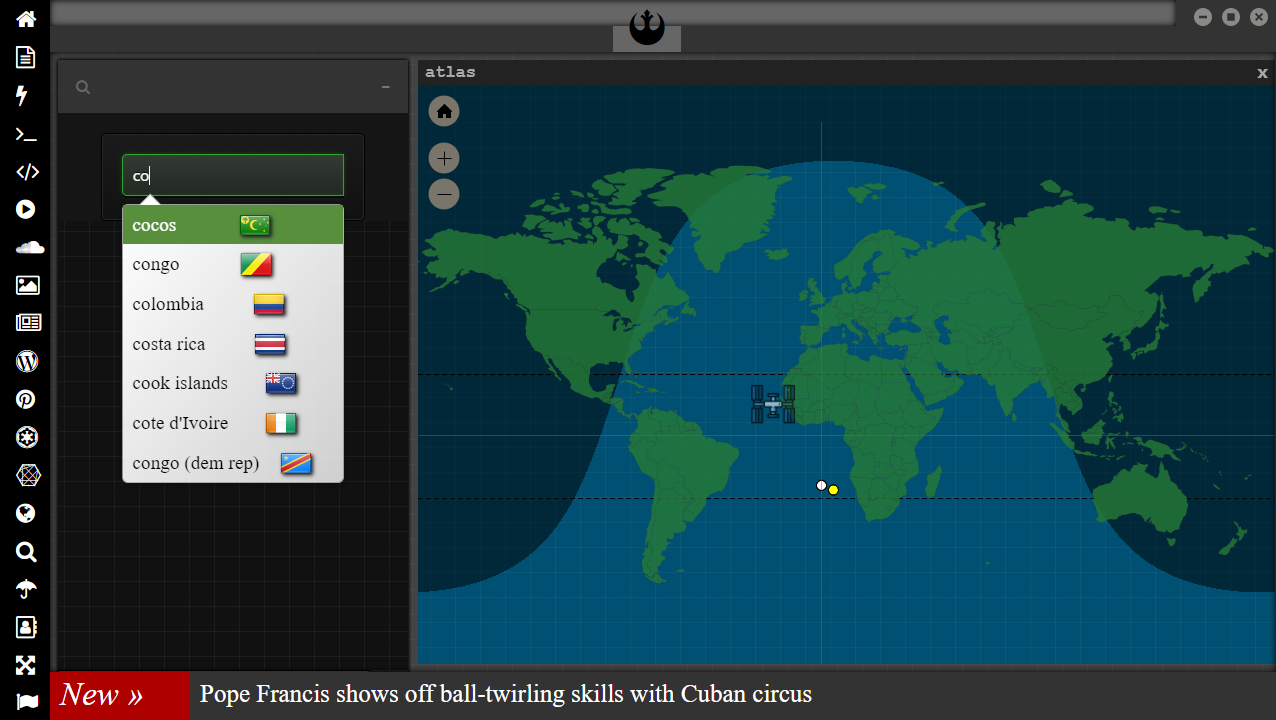 atlas
x
co
cocos
congo
colombia
costa rica
cook islands
cote d'Ivoire
congo (dem rep)
New »
Pope Francis shows off ball-twirling skills with Cuban circus